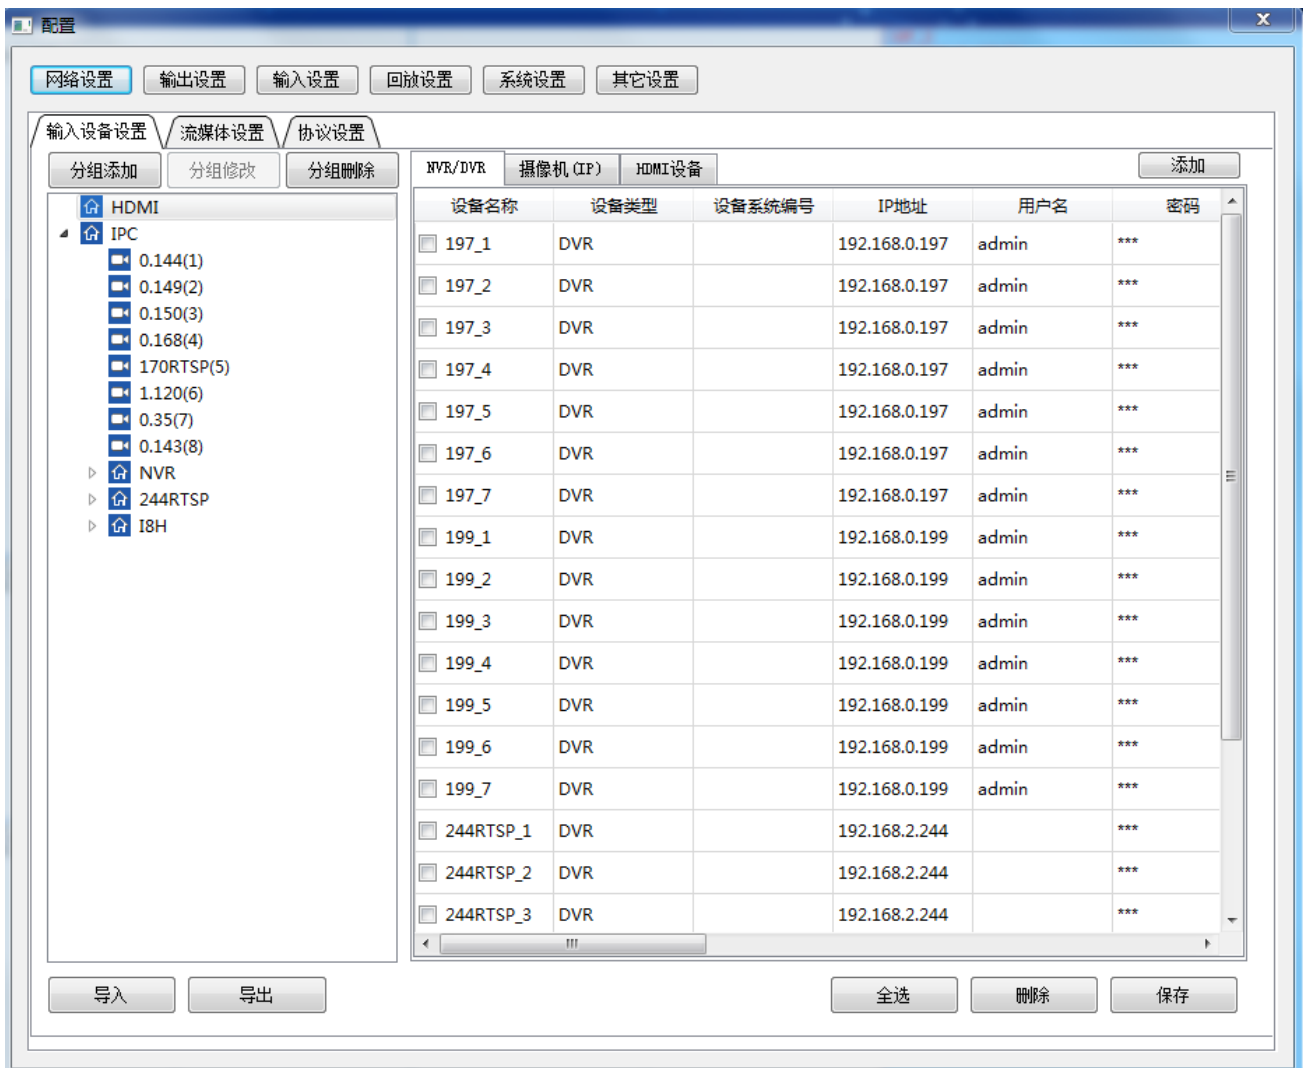 配置
网络设置 输出设置 输入设置 回放设置 系统设置 其它设置
输入设备设置 流媒体设置 协议设置
分组添加 分组修改 分组删除 NVR/DVR 摄像机(IP) HDMI设备 添加
HDMI
IPC
0.144(1)
0.149(2)
0.150(3)
0.168(4)
170RTSP(5)
1.120(6)
0.35(7)
0.143(8)
NVR
244RTSP
I8H
设备名称 设备类型 设备系统编号 IP地址 用户名 密码
197_1 DVR 192.168.0.197 admin ***
197_2 DVR 192.168.0.197 admin ***
197_3 DVR 192.168.0.197 admin ***
197_4 DVR 192.168.0.197 admin ***
197_5 DVR 192.168.0.197 admin ***
197_6 DVR 192.168.0.197 admin ***
197_7 DVR 192.168.0.197 admin ***
199_1 DVR 192.168.0.199 admin ***
199_2 DVR 192.168.0.199 admin ***
199_3 DVR 192.168.0.199 admin ***
199_4 DVR 192.168.0.199 admin ***
199_5 DVR 192.168.0.199 admin ***
199_6 DVR 192.168.0.199 admin ***
199_7 DVR 192.168.0.199 admin ***
244RTSP_1 DVR 192.168.2.244 ***
244RTSP_2 DVR 192.168.2.244 ***
244RTSP_3 DVR 192.168.2.244 ***
导入 导出 全选 删除 保存